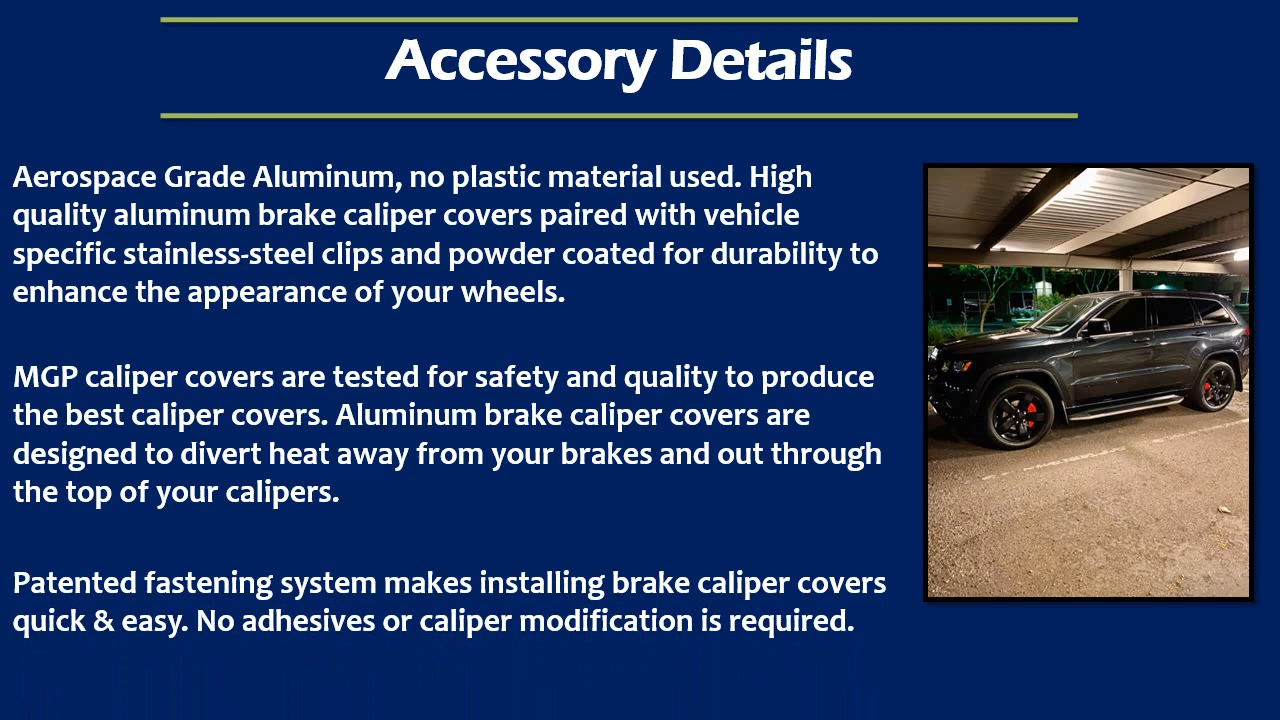 Accessory Details
Aerospace Grade Aluminum, no plastic material used. High
quality aluminum brake caliper covers paired with vehicle
specific stainless-steel clips and powder coated for durability to
enhance the appearance of your wheels.
MGP caliper covers are tested for safety and quality to produce
the best caliper covers. Aluminum brake caliper covers are
designed to divert heat away from your brakes and out through
the top of your calipers.
Patented fastening system makes installing brake caliper covers
quick & easy. No adhesives or caliper modification is required.